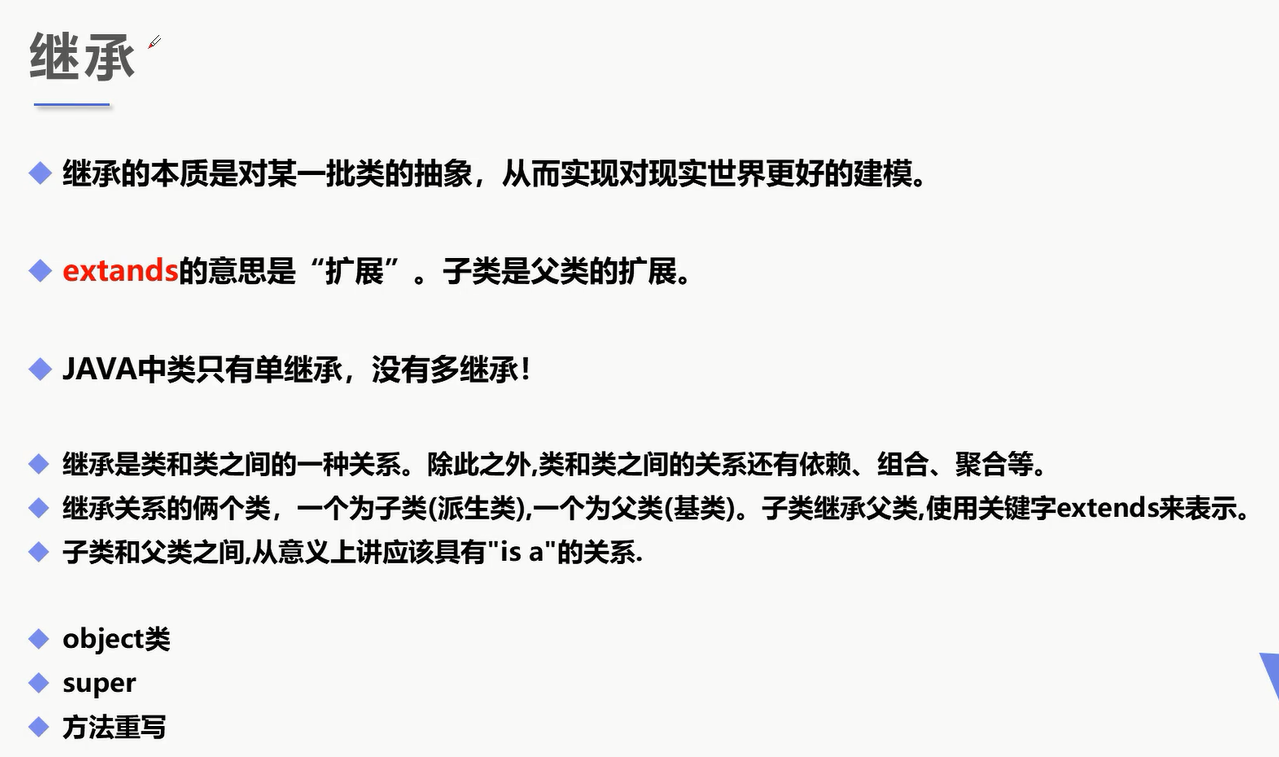 继承
继承的本质是对某一批类的抽象，从而实现对现实世界更好的建模。
extands的意思是“扩展”。子类是父类的扩展。
JAVA中类只有单继承，没有多继承！
继承是类和类之间的一种关系。除此之外,类和类之间的关系还有依赖、组合、聚合等。
继承关系的俩个类，一个为子类(派生类),一个为父类(基类)。子类继承父类,使用关键字extends来表示。
子类和父类之间,从意义上讲应该具有"is a"的关系.
object类
super
方法重写